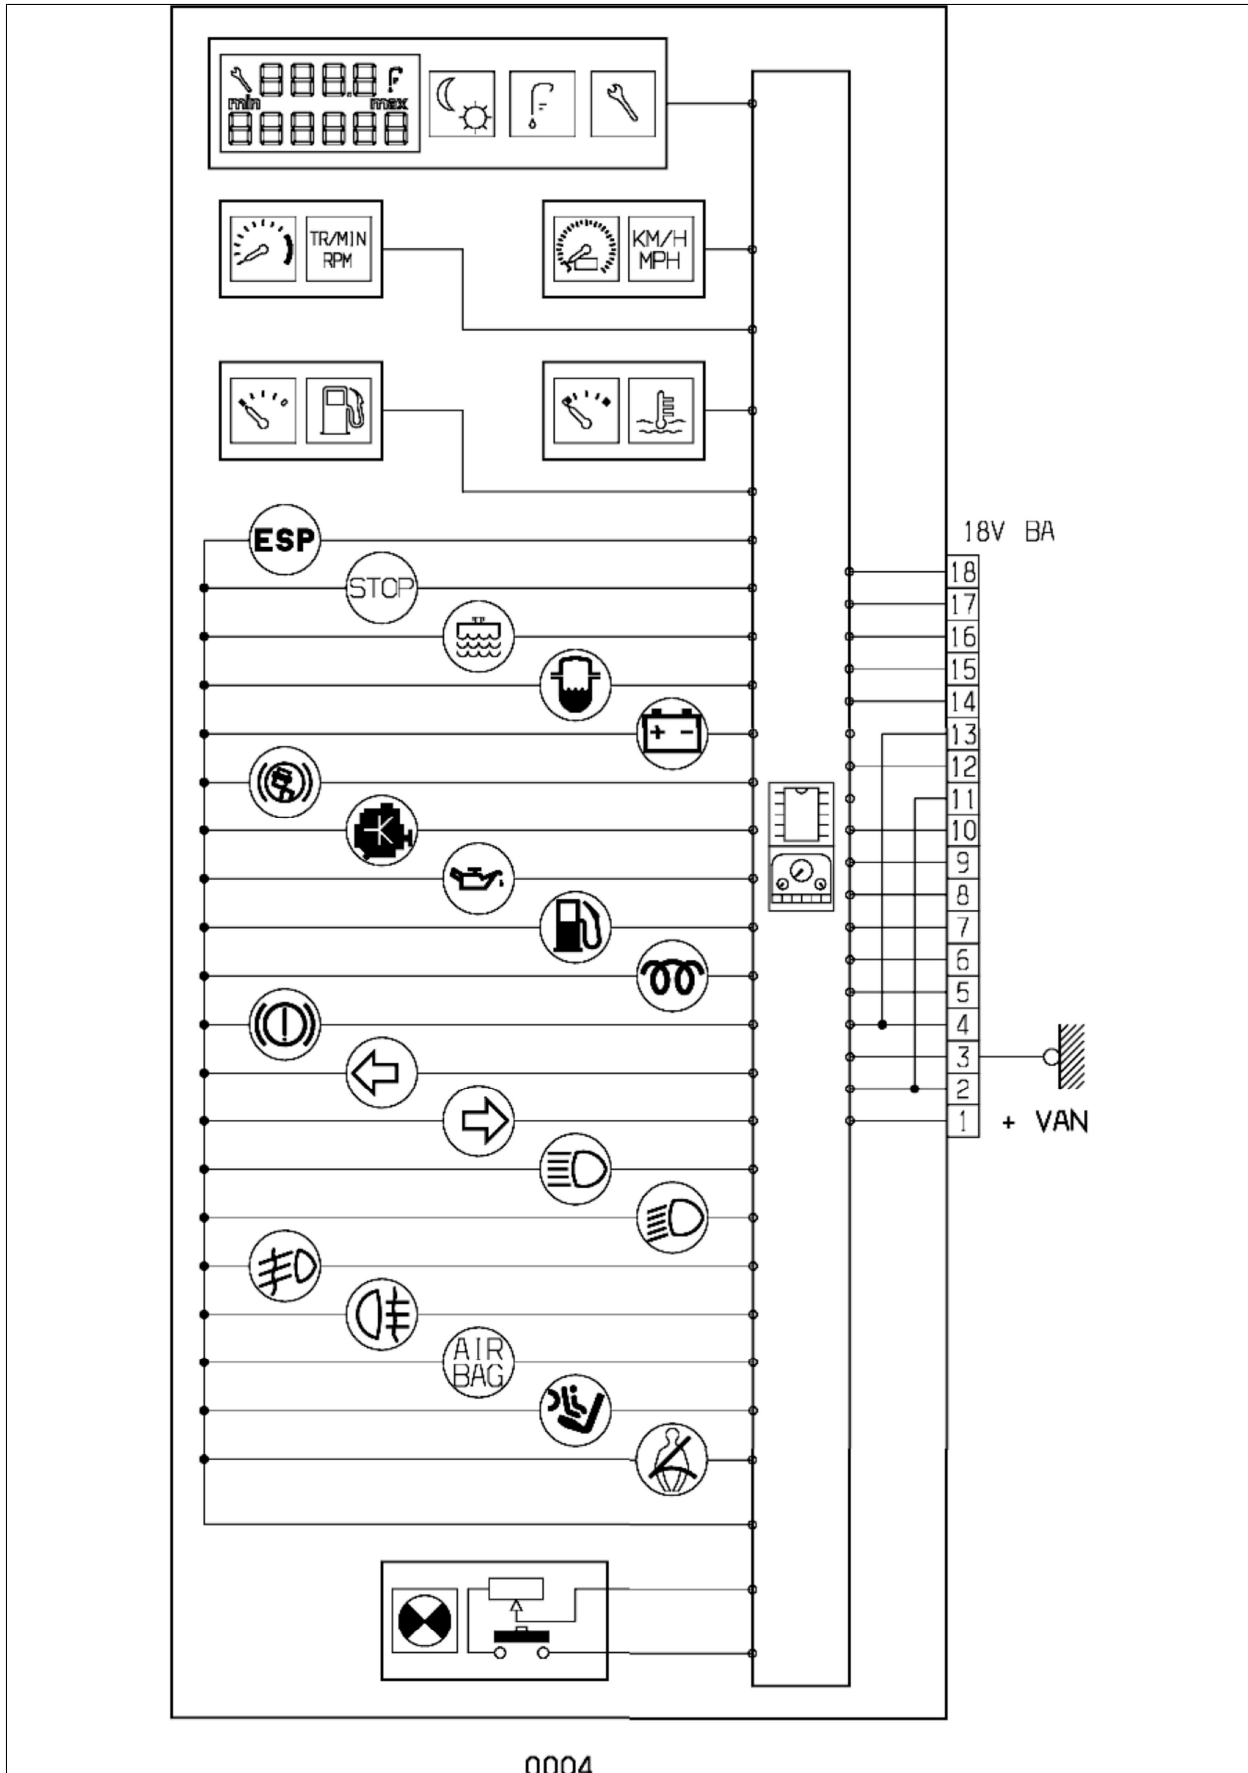 min max
TR/MIN
RPM
KM/H
MPH
ESP
STOP
+ -
AIR
BAG
18V BA
18
17
16
15
14
13
12
11
10
9
8
7
6
5
4
3
2
1 + VAN
0004